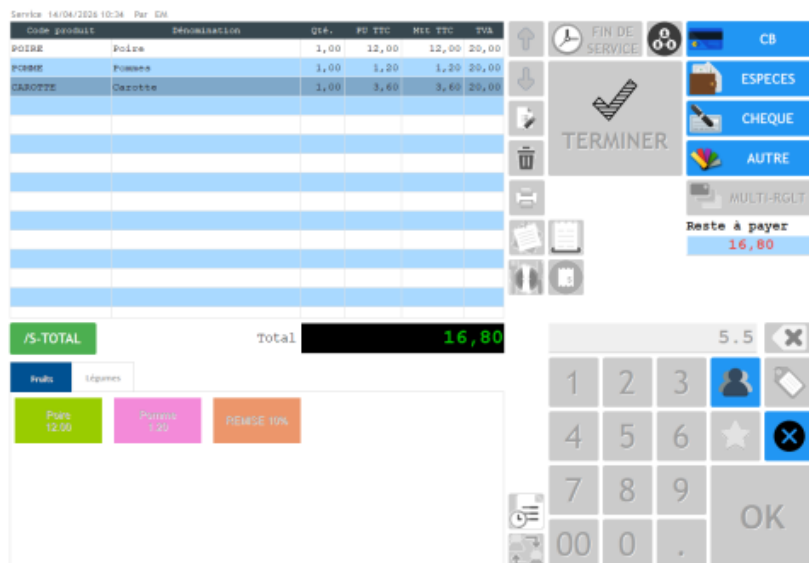 Service 14/04/2026 10:34 Par EM
Code produit Dénomination Qté. PU TTC Mtt TTC TVA
POIRE Poire 1,00 12,00 12,00 20,00
POMME Pommes 1,00 1,20 1,20 20,00
CAROTTE Carotte 1,00 3,60 3,60 20,00
FIN DE
SERVICE
TERMINER
CB
ESPECES
CHEQUE
AUTRE
MULTI-RGLT
Reste à payer
16,80
/S-TOTAL Total 16,80
5.5
Fruits Légumes
Poire
12.00
Pomme
1.20
REMISE 10%
1 2 3
4 5 6
7 8 9
00 0 .
OK